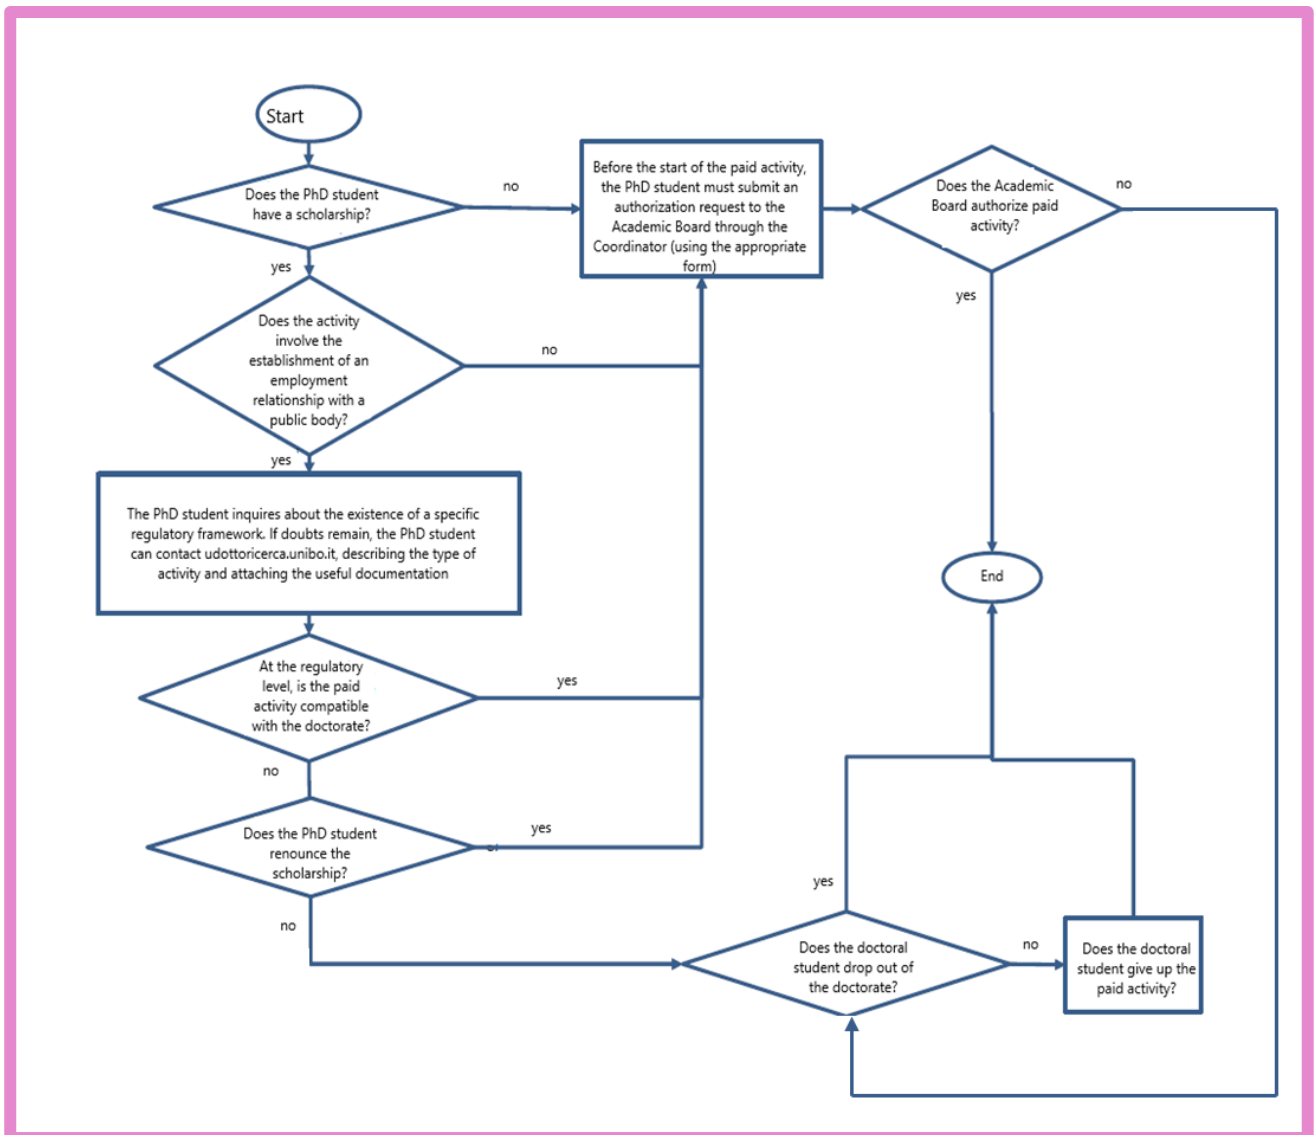 Start
Does the PhD student
have a scholarship?
no
yes
Before the start of the paid activity,
the PhD student must submit an
authorization request to the
Academic Board through the
Coordinator (using the appropriate
form)
Does the Academic
Board authorize paid
activity?
no
yes
Does the activity
involve the
establishment of an
employment
relationship with a
public body?
no
yes
The PhD student inquires about the existence of a specific
regulatory framework. If doubts remain, the PhD student
can contact udottoricerca.unibo.it, describing the type of
activity and attaching the useful documentation
End
At the regulatory
level, is the paid
activity compatible
with the doctorate?
yes
no
Does the PhD student
renounce the
scholarship?
yes
no
yes
Does the doctoral
student drop out of
the doctorate?
no
Does the doctoral
student give up the
paid activity?